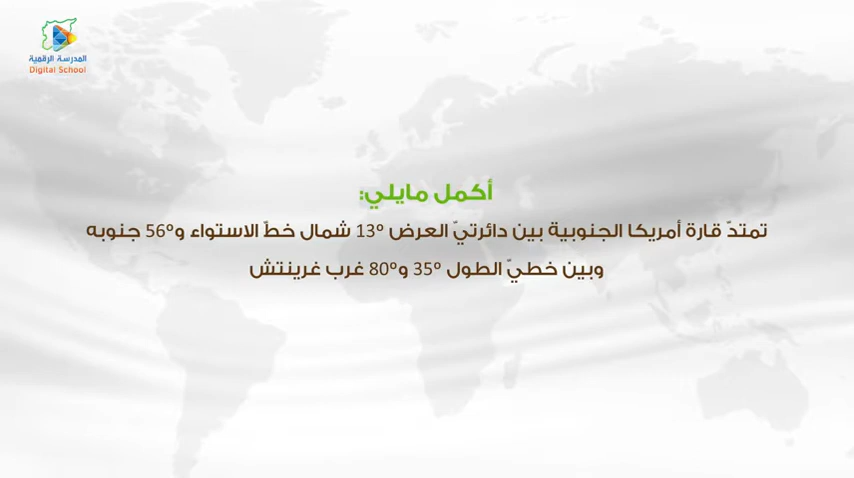 المدرسة الرقمية
Digital School
أكمل مايلي:
تمتدّ قارة أمريكا الجنوبية بين دائرتيّ العرض 13° شمال خطّ الاستواء و56° جنوبه
وبين خطيّ الطول 35° و80° غرب غرينتش